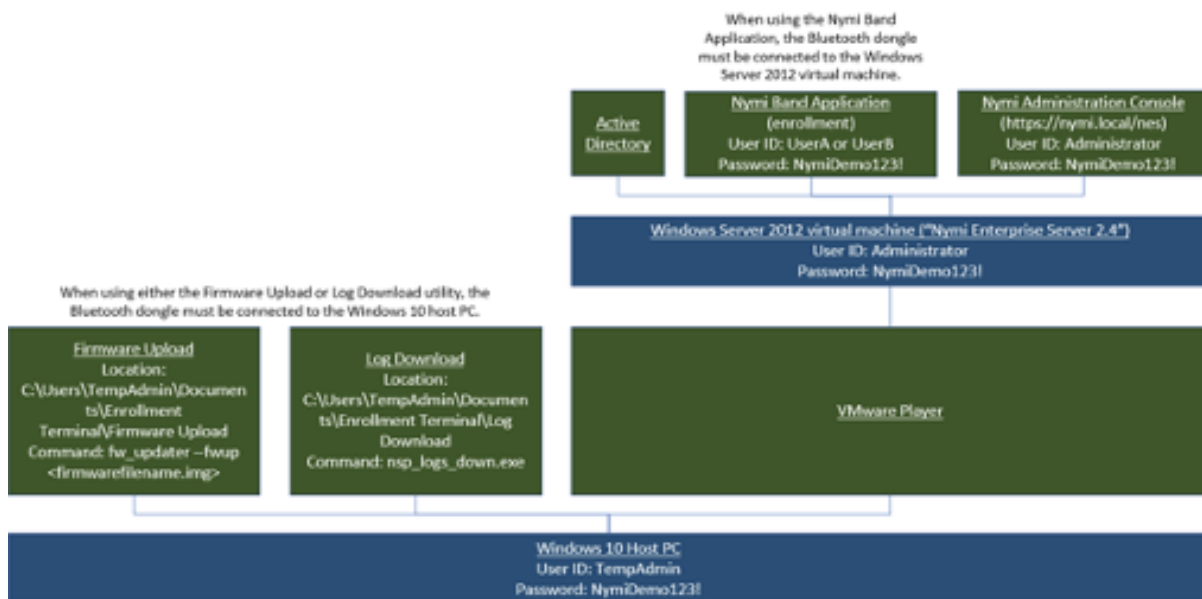 When using the Nymi Band
Application, the Bluetooth dongle
must be connected to the Windows
Server 2012 virtual machine.
Active
Directory
Nymi Band Application
(enrollment)
User ID: UserA or UserB
Password: NymiDemo123!
Nymi Administration Console
(https://nymi.local/nes)
User ID: Administrator
Password: NymiDemo123!
Windows Server 2012 virtual machine ("Nymi Enterprise Server 2.4")
User ID: Administrator
Password: NymiDemo123!
When using either the Firmware Upload or Log Download utility, the
Bluetooth dongle must be connected to the Windows 10 host PC.
Firmware Upload
Location:
C:\Users\TempAdmin\Documen
ts\Enrollment
Terminal\Firmware Upload
Command: fw_updater –fwup
<firmwarefilename.img>
Log Download
Location:
C:\Users\TempAdmin\Documen
ts\Enrollment Terminal\Log
Download
Command: nsp_logs_down.exe
VMware Player
Windows 10 Host PC
User ID: TempAdmin
Password: NymiDemo123!